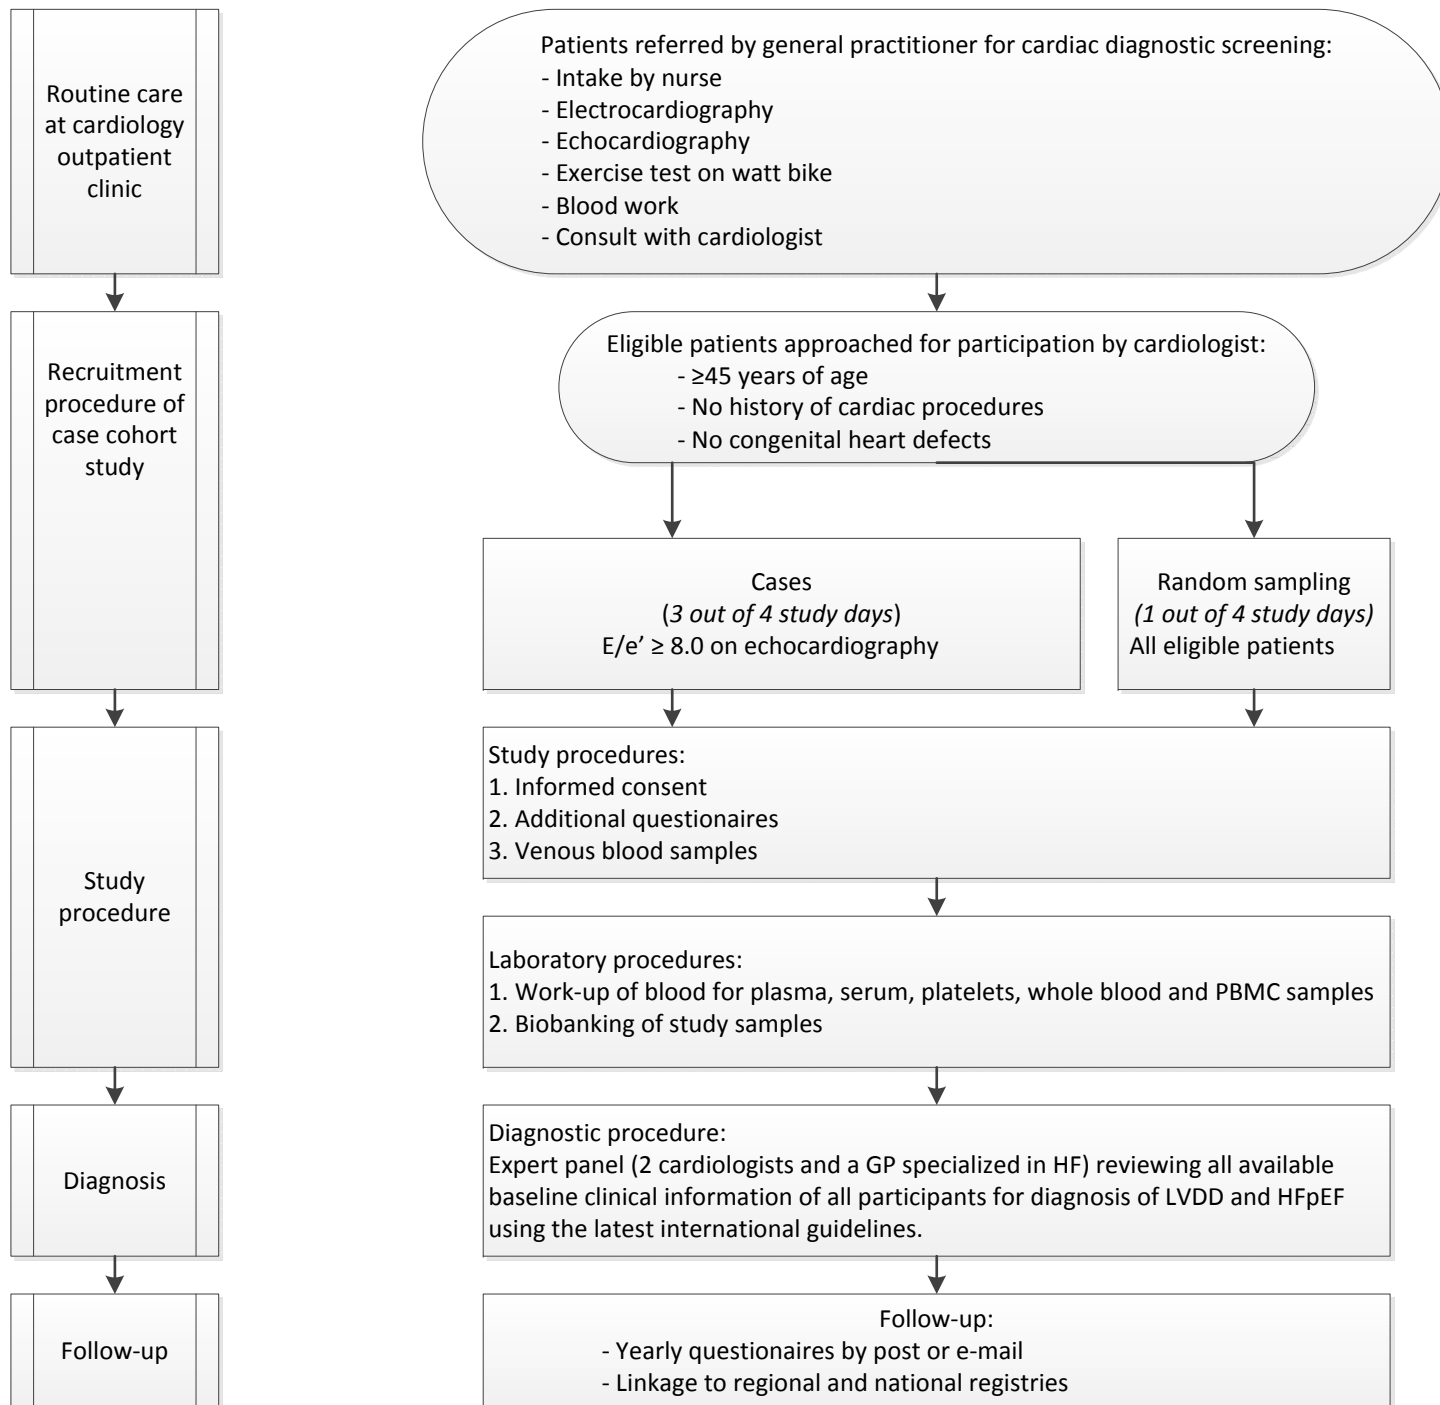 Routine care
at cardiology
outpatient
clinic
Patients referred by general practitioner for cardiac diagnostic screening:
- Intake by nurse
- Electrocardiography
- Echocardiography
- Exercise test on watt bike
- Blood work
- Consult with cardiologist
Recruitment
procedure of
case cohort
study
Eligible patients approached for participation by cardiologist:
- ≥45 years of age
- No history of cardiac procedures
- No congenital heart defects
Cases
(3 out of 4 study days)
E/e’ ≥ 8.0 on echocardiography
Random sampling
(1 out of 4 study days)
All eligible patients
Study
procedure
Study procedures:
1. Informed consent
2. Additional questionaires
3. Venous blood samples
Laboratory procedures:
1. Work-up of blood for plasma, serum, platelets, whole blood and PBMC samples
2. Biobanking of study samples
Diagnosis
Diagnostic procedure:
Expert panel (2 cardiologists and a GP specialized in HF) reviewing all available
baseline clinical information of all participants for diagnosis of LVDD and HFpEF
using the latest international guidelines.
Follow-up
Follow-up:
- Yearly questionaires by post or e-mail
- Linkage to regional and national registries